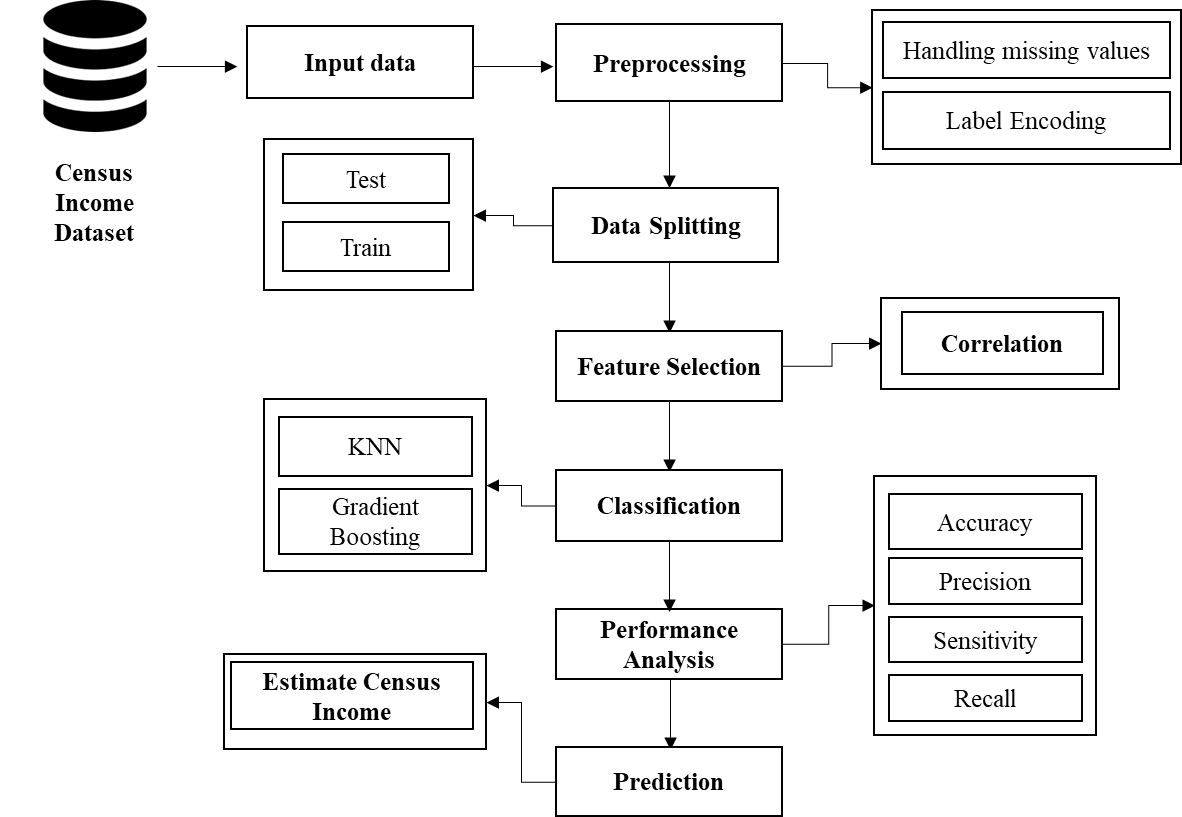 Input data
Preprocessing
Handling missing values
Label Encoding
Census
Income
Dataset
Test
Train
Data Splitting
Feature Selection
Correlation
KNN
Gradient
Boosting
Classification
Accuracy
Precision
Sensitivity
Recall
Performance
Analysis
Estimate Census
Income
Prediction